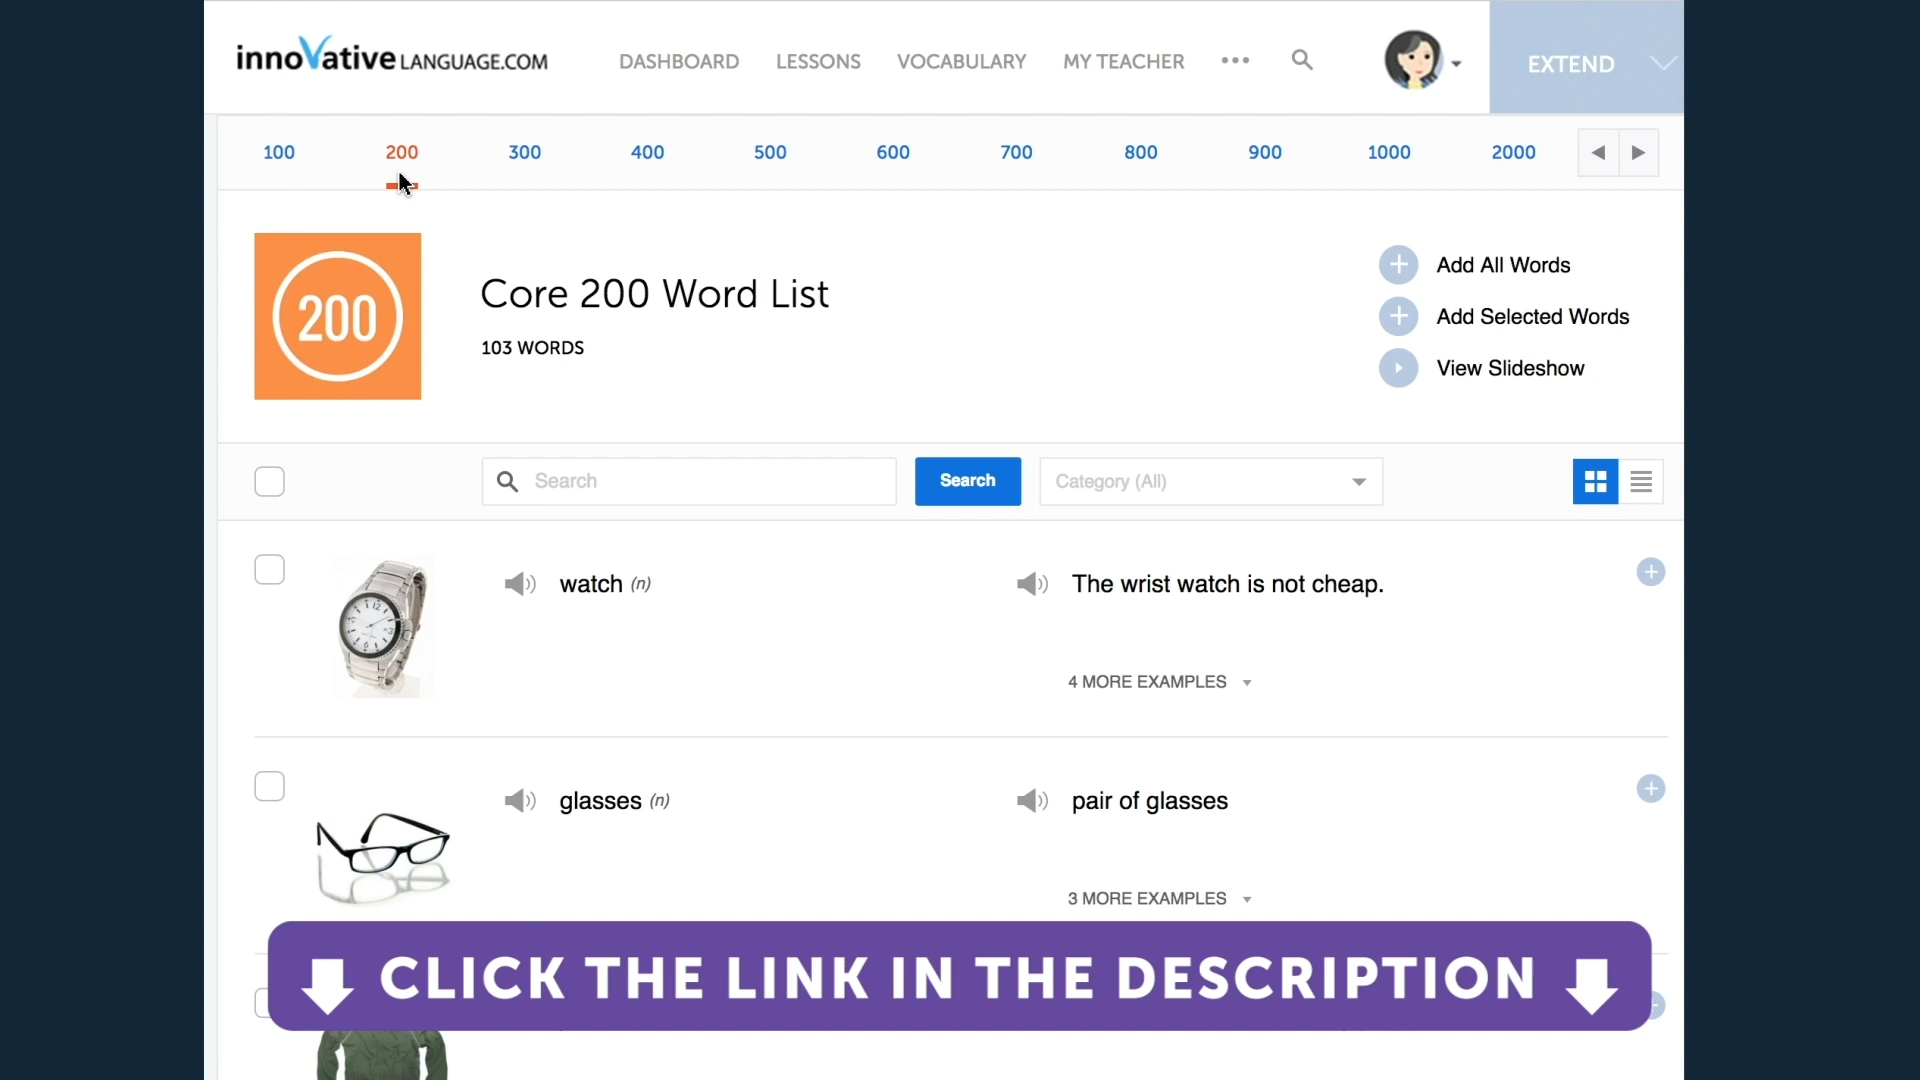 innoVative LANGUAGE.COM DASHBOARD LESSONS VOCABULARY MY TEACHER ••• EXTEND
100 200 300 400 500 600 700 800 900 1000 2000
200
Core 200 Word List
103 WORDS
Add All Words
Add Selected Words
View Slideshow
Search Search Category (All)
watch (n) The wrist watch is not cheap.
4 MORE EXAMPLES
glasses (n) pair of glasses
3 MORE EXAMPLES
CLICK THE LINK IN THE DESCRIPTION